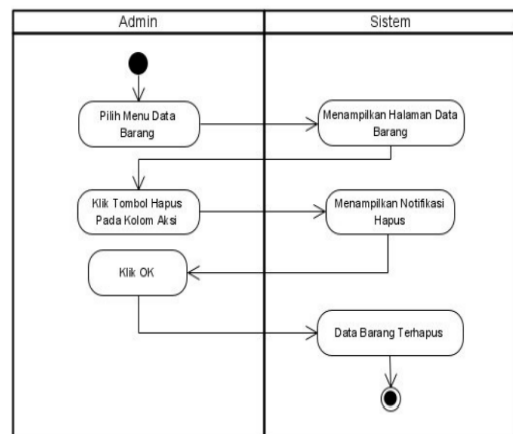 Admin
Sistem
Pilih Menu Data
Barang
Menampilkan Halaman Data
Barang
Klik Tombol Hapus
Pada Kolom Aksi
Menampilkan Notifikasi
Hapus
Klik OK
Data Barang Terhapus